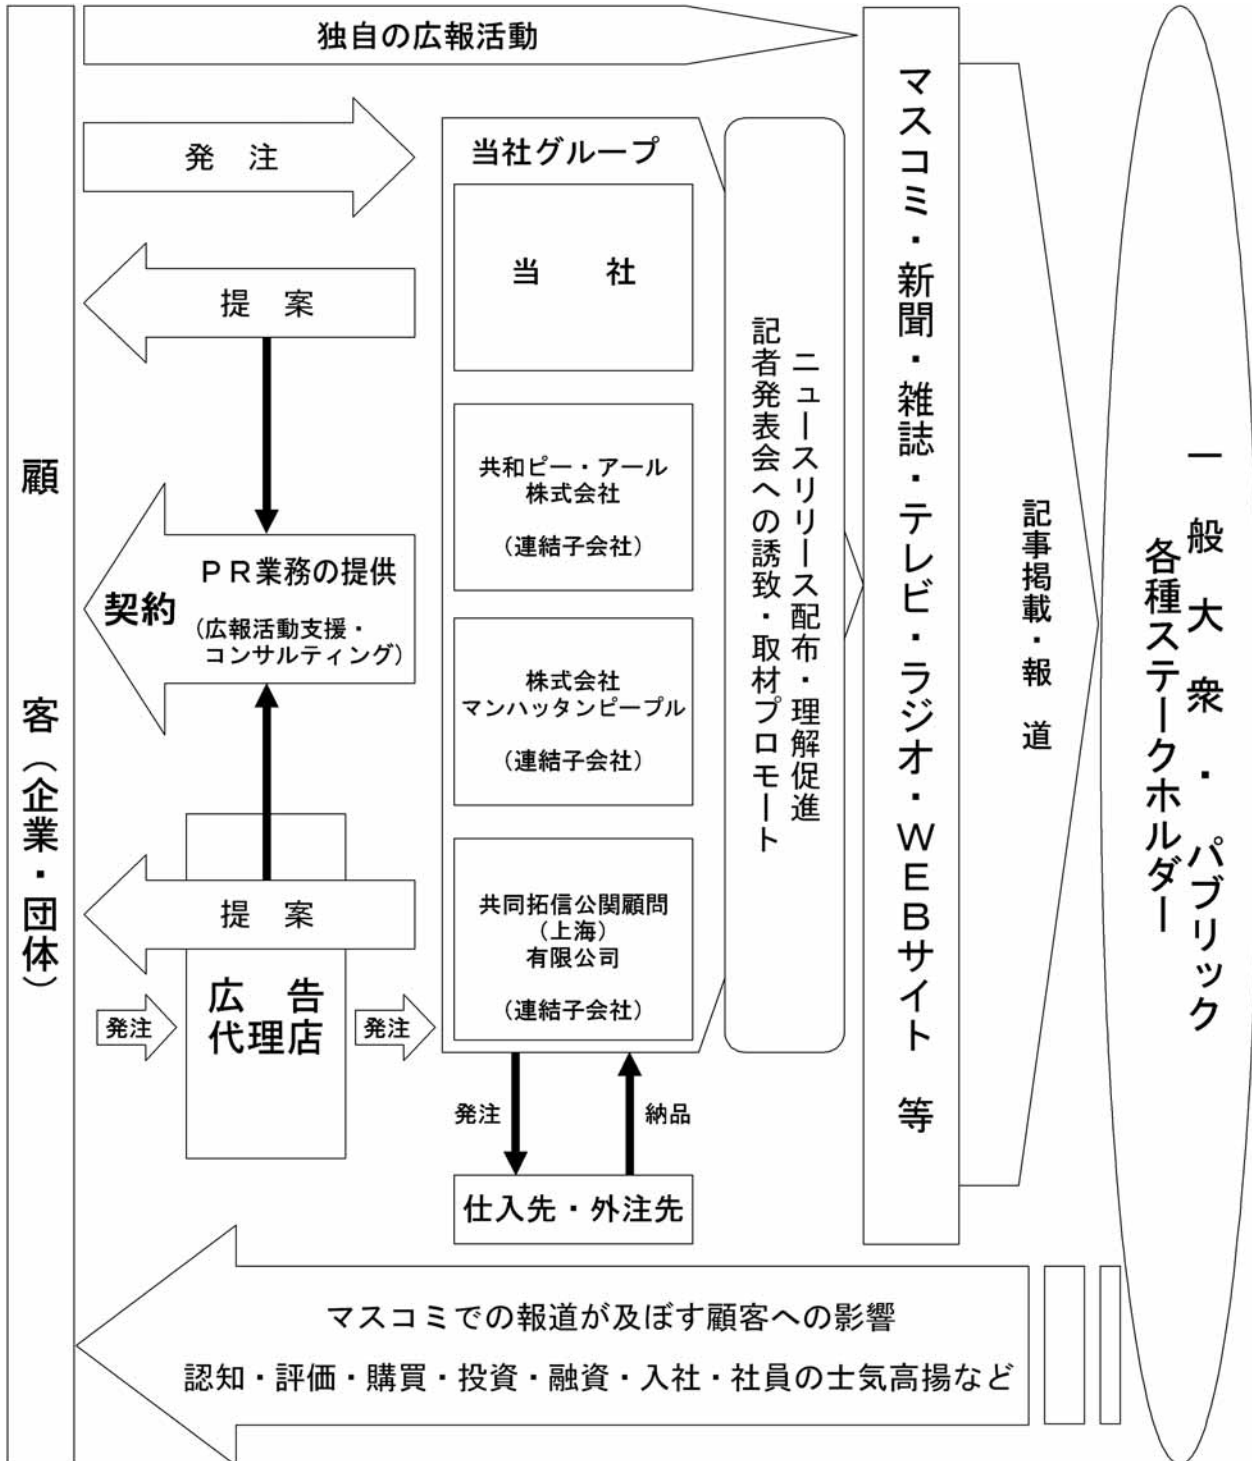 独自の広報活動
顧 客（企業・団体）
発 注
提 案
契約
ＰＲ業務の提供
（広報活動支援・
コンサルティング）
提 案
広 告
代理店
発注
発注
当社グループ
当 社
共和ピー・アール
株式会社
（連結子会社）
株式会社
マンハッタンピープル
（連結子会社）
共同拓信公関顧問
（上海）
有限公司
（連結子会社）
発注
納品
仕入先・外注先
ニュースリリース配布・理解促進
記者発表会への誘致・取材プロモート
マスコミ・新聞・雑誌・テレビ・ラジオ・ＷＥＢサイト 等
記事掲載・報道
一般大衆・パブリック
各種ステークホルダー
マスコミでの報道が及ぼす顧客への影響
認知・評価・購買・投資・融資・入社・社員の士気高揚など